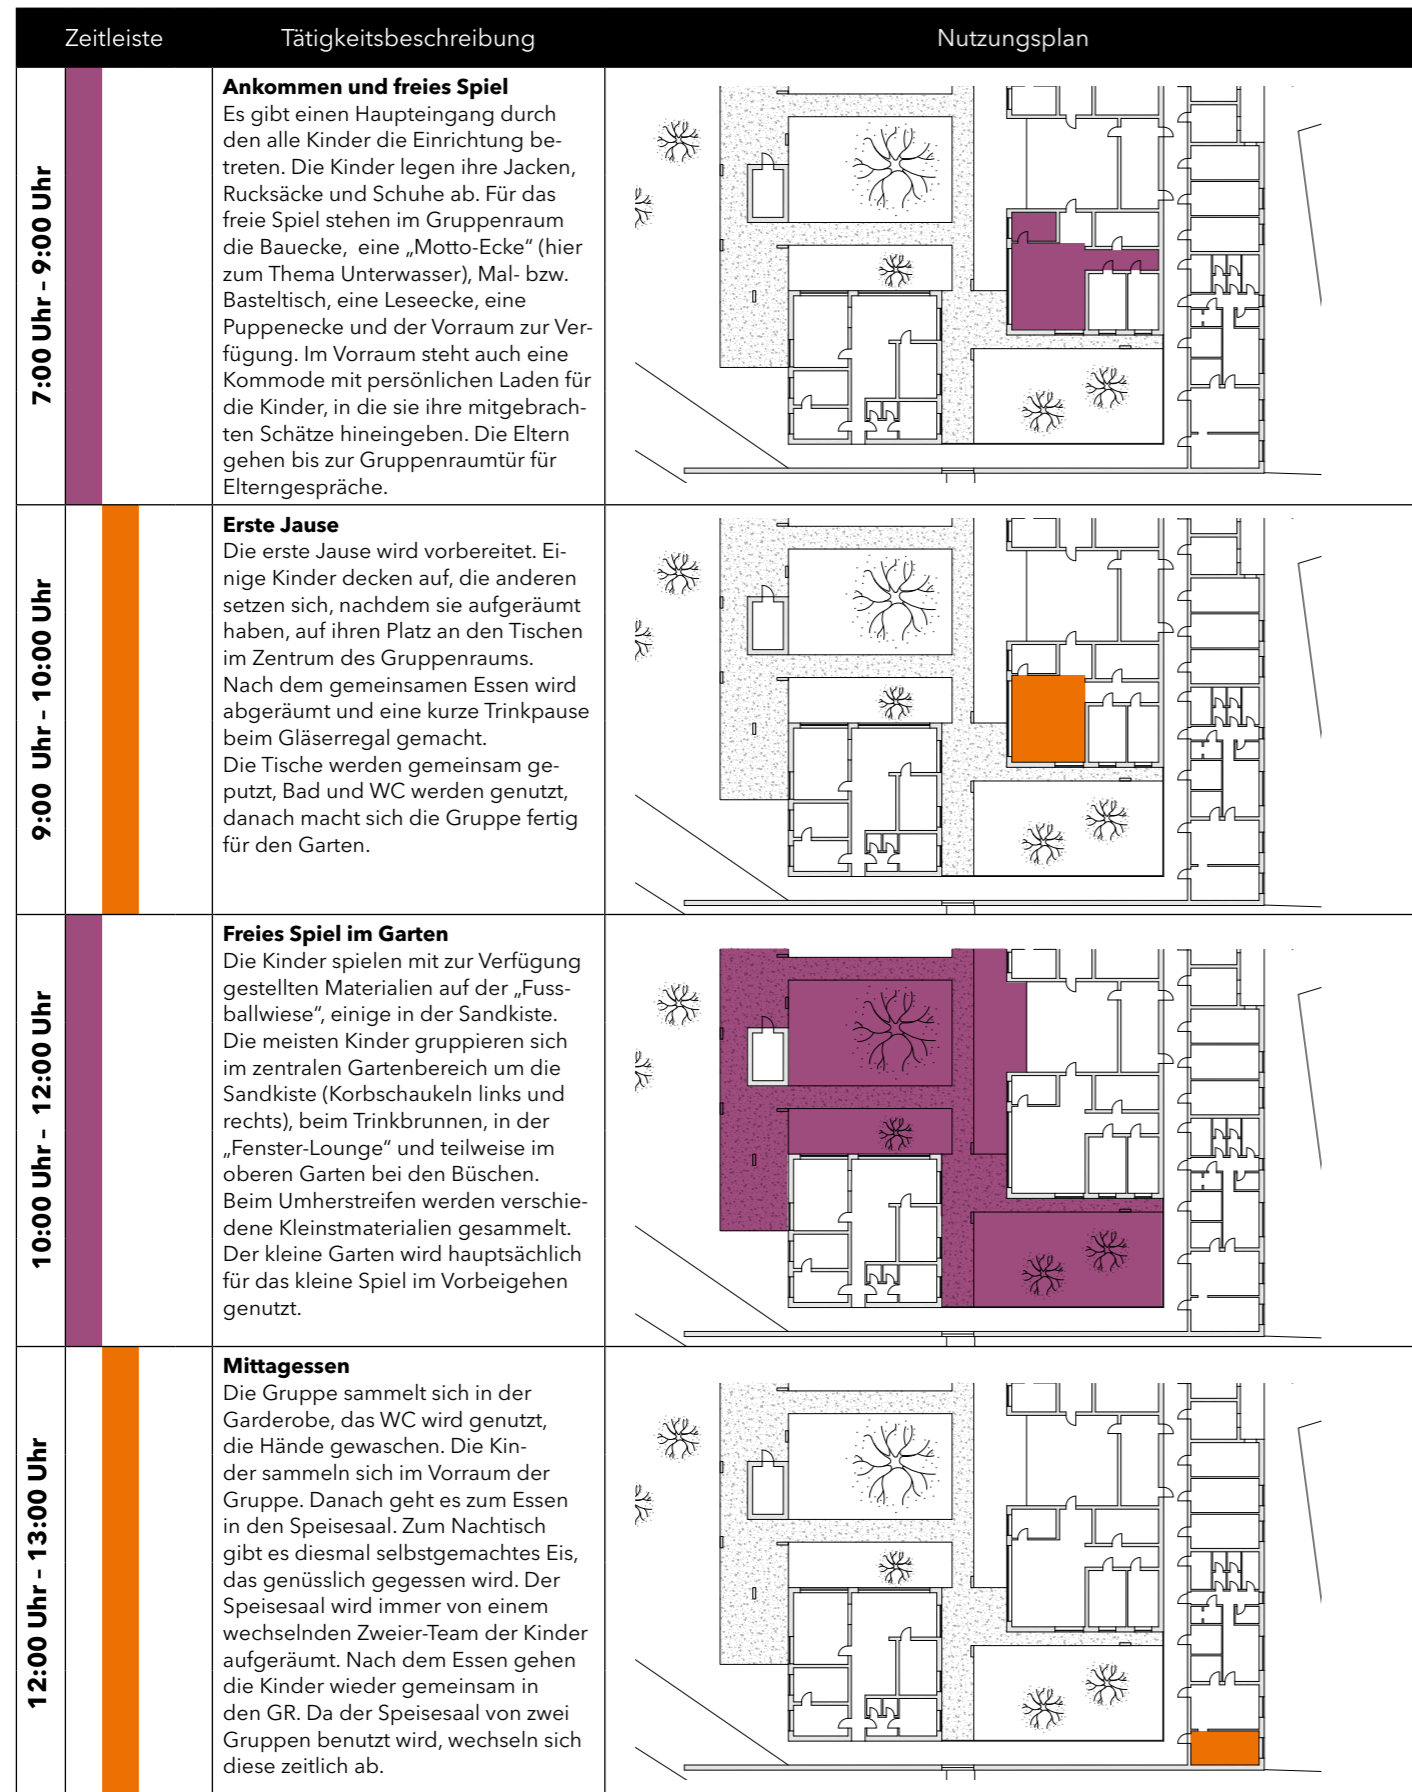 Zeitleiste
Tätigkeitsbeschreibung
Nutzungsplan
7:00 Uhr – 9:00 Uhr
Ankommen und freies Spiel
Es gibt einen Haupteingang durch
den alle Kinder die Einrichtung be-
treten. Die Kinder legen ihre Jacken,
Rucksäcke und Schuhe ab. Für das
freie Spiel stehen im Gruppenraum
die Bauecke, eine „Motto-Ecke“ (hier
zum Thema Unterwasser), Mal- bzw.
Basteltisch, eine Leseecke, eine
Puppenecke und der Vorraum zur Ver-
fügung. Im Vorraum steht auch eine
Kommode mit persönlichen Laden für
die Kinder, in die sie ihre mitgebrach-
ten Schätze hineingeben. Die Eltern
gehen bis zur Gruppenraumtür für
Elterngespräche.
9:00 Uhr – 10:00 Uhr
Erste Jause
Die erste Jause wird vorbereitet. Ei-
nige Kinder decken auf, die anderen
setzen sich, nachdem sie aufgeräumt
haben, auf ihren Platz an den Tischen
im Zentrum des Gruppenraums.
Nach dem gemeinsamen Essen wird
abgeräumt und eine kurze Trinkpause
beim Gläserregal gemacht.
Die Tische werden gemeinsam ge-
putzt, Bad und WC werden genutzt,
danach macht sich die Gruppe fertig
für den Garten.
10:00 Uhr – 12:00 Uhr
Freies Spiel im Garten
Die Kinder spielen mit zur Verfügung
gestellten Materialien auf der „Fuss-
ballwiese“, einige in der Sandkiste.
Die meisten Kinder gruppieren sich
im zentralen Gartenbereich um die
Sandkiste (Korbschaukeln links und
rechts), beim Trinkbrunnen, in der
„Fenster-Lounge“ und teilweise im
oberen Garten bei den Büschen.
Beim Umherstreifen werden verschie-
dene Kleinstmaterialien gesammelt.
Der kleine Garten wird hauptsächlich
für das kleine Spiel im Vorbeigehen
genutzt.
12:00 Uhr – 13:00 Uhr
Mittagessen
Die Gruppe sammelt sich in der
Garderobe, das WC wird genutzt,
die Hände gewaschen. Die Kin-
der sammeln sich im Vorraum der
Gruppe. Danach geht es zum Essen
in den Speisesaal. Zum Nachtisch
gibt es diesmal selbstgemachtes Eis,
das genüsslich gegessen wird. Der
Speisesaal wird immer von einem
wechselnden Zweier-Team der Kinder
aufgeräumt. Nach dem Essen gehen
die Kinder wieder gemeinsam in
den GR. Da der Speisesaal von zwei
Gruppen benutzt wird, wechseln sich
diese zeitlich ab.